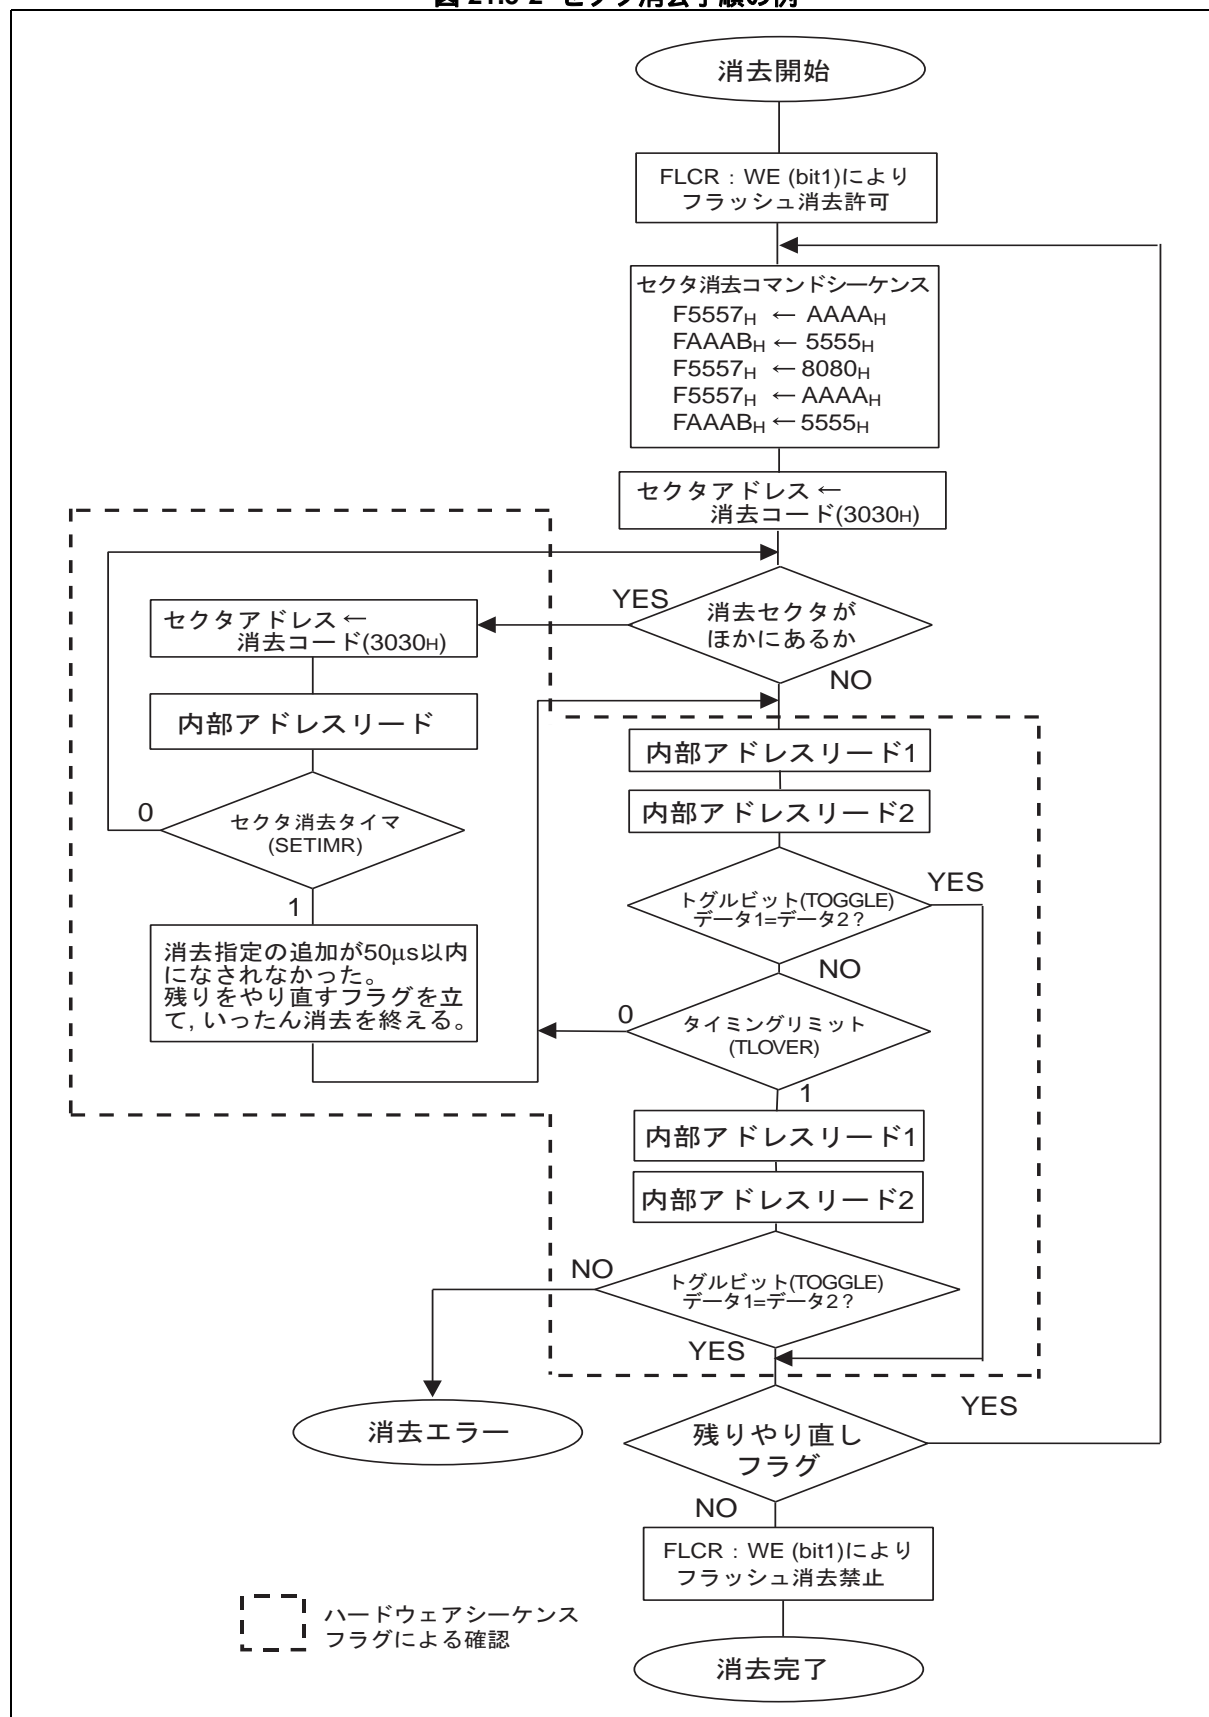 図 21.5-2 セクタ消去手順の例
消去開始
FLCR：WE (bit1)により
フラッシュ消去許可
セクタ消去コマンドシーケンス
F5557H ← AAAAH
FAAABH ← 5555H
F5557H ← 8080H
F5557H ← AAAAH
FAAABH ← 5555H
セクタアドレス ←
消去コード(3030H)
消去セクタが
ほかにあるか
YES
NO
セクタアドレス ←
消去コード(3030H)
内部アドレスリード
セクタ消去タイマ
(SETIMR)
0
1
消去指定の追加が50μs以内
になされなかった。
残りをやり直すフラグを立
て, いったん消去を終える。
内部アドレスリード1
内部アドレスリード2
トグルビット(TOGGLE)
データ1=データ2？
YES
NO
タイミングリミット
(TLOVER)
0
1
内部アドレスリード1
内部アドレスリード2
トグルビット(TOGGLE)
データ1=データ2？
NO
YES
消去エラー
残りやり直し
フラグ
YES
NO
FLCR：WE (bit1)により
フラッシュ消去禁止
消去完了
ハードウェアシーケンス
フラグによる確認